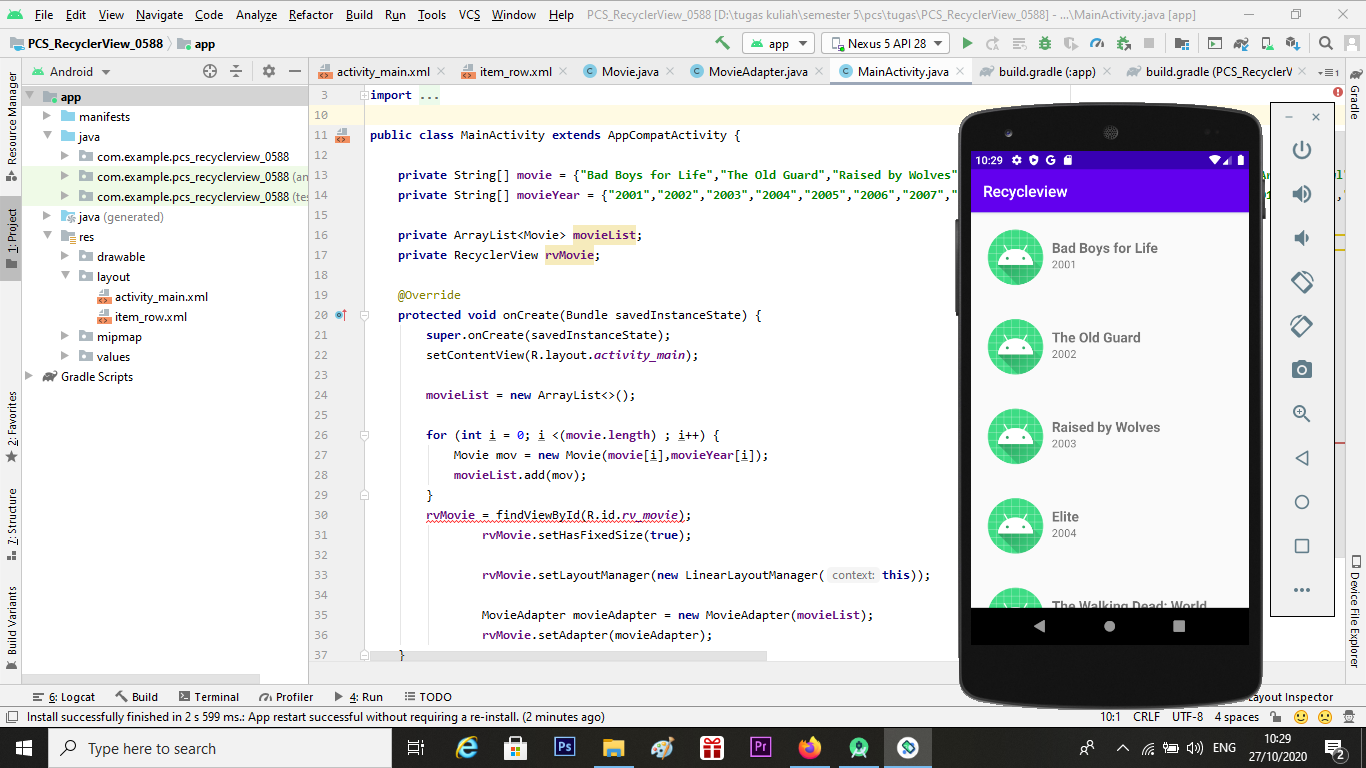 File Edit View Navigate Code Analyze Refactor Build Run Tools VCS Window Help PCS_RecyclerView_0588 [D:\tugas kuliah\semester 5\pcs\tugas\PCS_RecyclerView_0588] - ...\MainActivity.java [app]
PCS_RecyclerView_0588 app
app
Nexus 5 API 28
Android
activity_main.xml item_row.xml Movie.java MovieAdapter.java MainActivity.java build.gradle (:app) build.gradle (PCS_RecyclerV
app
manifests
java
com.example.pcs_recyclerview_0588
com.example.pcs_recyclerview_0588 (an
com.example.pcs_recyclerview_0588 (tes
java (generated)
res
drawable
layout
activity_main.xml
item_row.xml
mipmap
values
Gradle Scripts
Resource Manager
1: Project
2: Favorites
7: Structure
Build Variants
3 import ...
10
11 public class MainActivity extends AppCompatActivity {
12
13 private String[] movie = {"Bad Boys for Life","The Old Guard","Raised by Wolves"
14 private String[] movieYear = {"2001","2002","2003","2004","2005","2006","2007","
15
16 private ArrayList<Movie> movieList;
17 private RecyclerView rvMovie;
18
19 @Override
20 protected void onCreate(Bundle savedInstanceState) {
21 super.onCreate(savedInstanceState);
22 setContentView(R.layout.activity_main);
23
24 movieList = new ArrayList<>();
25
26 for (int i = 0; i <(movie.length) ; i++) {
27 Movie mov = new Movie(movie[i],movieYear[i]);
28 movieList.add(mov);
29 }
30 rvMovie = findViewById(R.id.rv_movie);
31 rvMovie.setHasFixedSize(true);
32
33 rvMovie.setLayoutManager(new LinearLayoutManager( context: this));
34
35 MovieAdapter movieAdapter = new MovieAdapter(movieList);
36 rvMovie.setAdapter(movieAdapter);
37 }
10:29
Recycleview
Bad Boys for Life
2001
The Old Guard
2002
Raised by Wolves
2003
Elite
2004
The Walking Dead: World
Gradle
Device File Explorer
6: Logcat Build Terminal Profiler 4: Run TODO
ayout Inspector
Install successfully finished in 2 s 599 ms.: App restart successful without requiring a re-install. (2 minutes ago)
10:1 CRLF UTF-8 4 spaces
Type here to search
Ps
Pr
ENG
10:29
27/10/2020
2